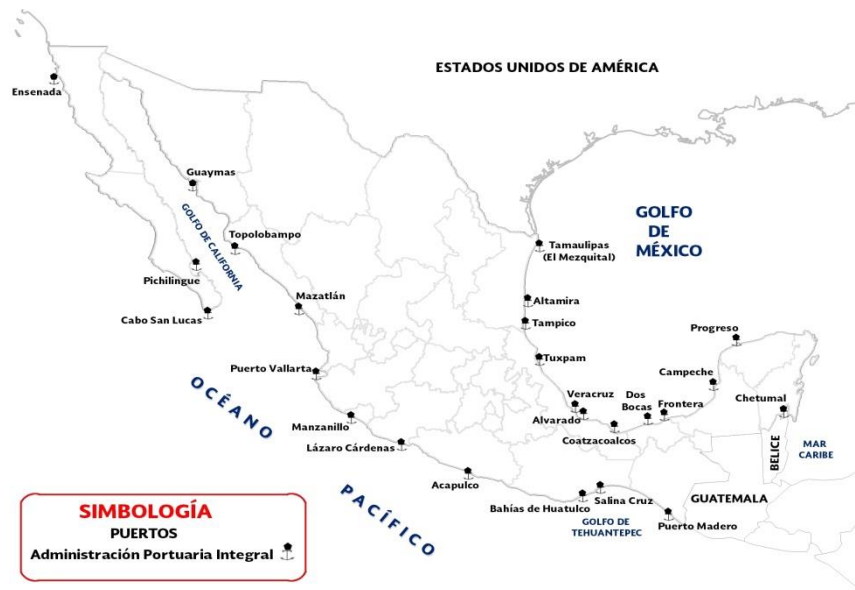 ESTADOS UNIDOS DE AMÉRICA
Ensenada
Guaymas
GOLFO DE CALIFORNIA
Topolobampo
Pichilingue
Cabo San Lucas
Mazatlán
Puerto Vallarta
Manzanillo
Lázaro Cárdenas
Acapulco
Bahías de Huatulco
Salina Cruz
Puerto Madero
GOLFO DE
TEHUANTEPEC
OCÉANO
PACÍFICO
GOLFO
DE
MÉXICO
Tamaulipas
(El Mezquital)
Altamira
Tampico
Tuxpam
Veracruz
Alvarado
Coatzacoalcos
Dos
Bocas
Frontera
Campeche
Progreso
Chetumal
BELICE
MAR
CARIBE
GUATEMALA
SIMBOLOGÍA
PUERTOS
Administración Portuaria Integral